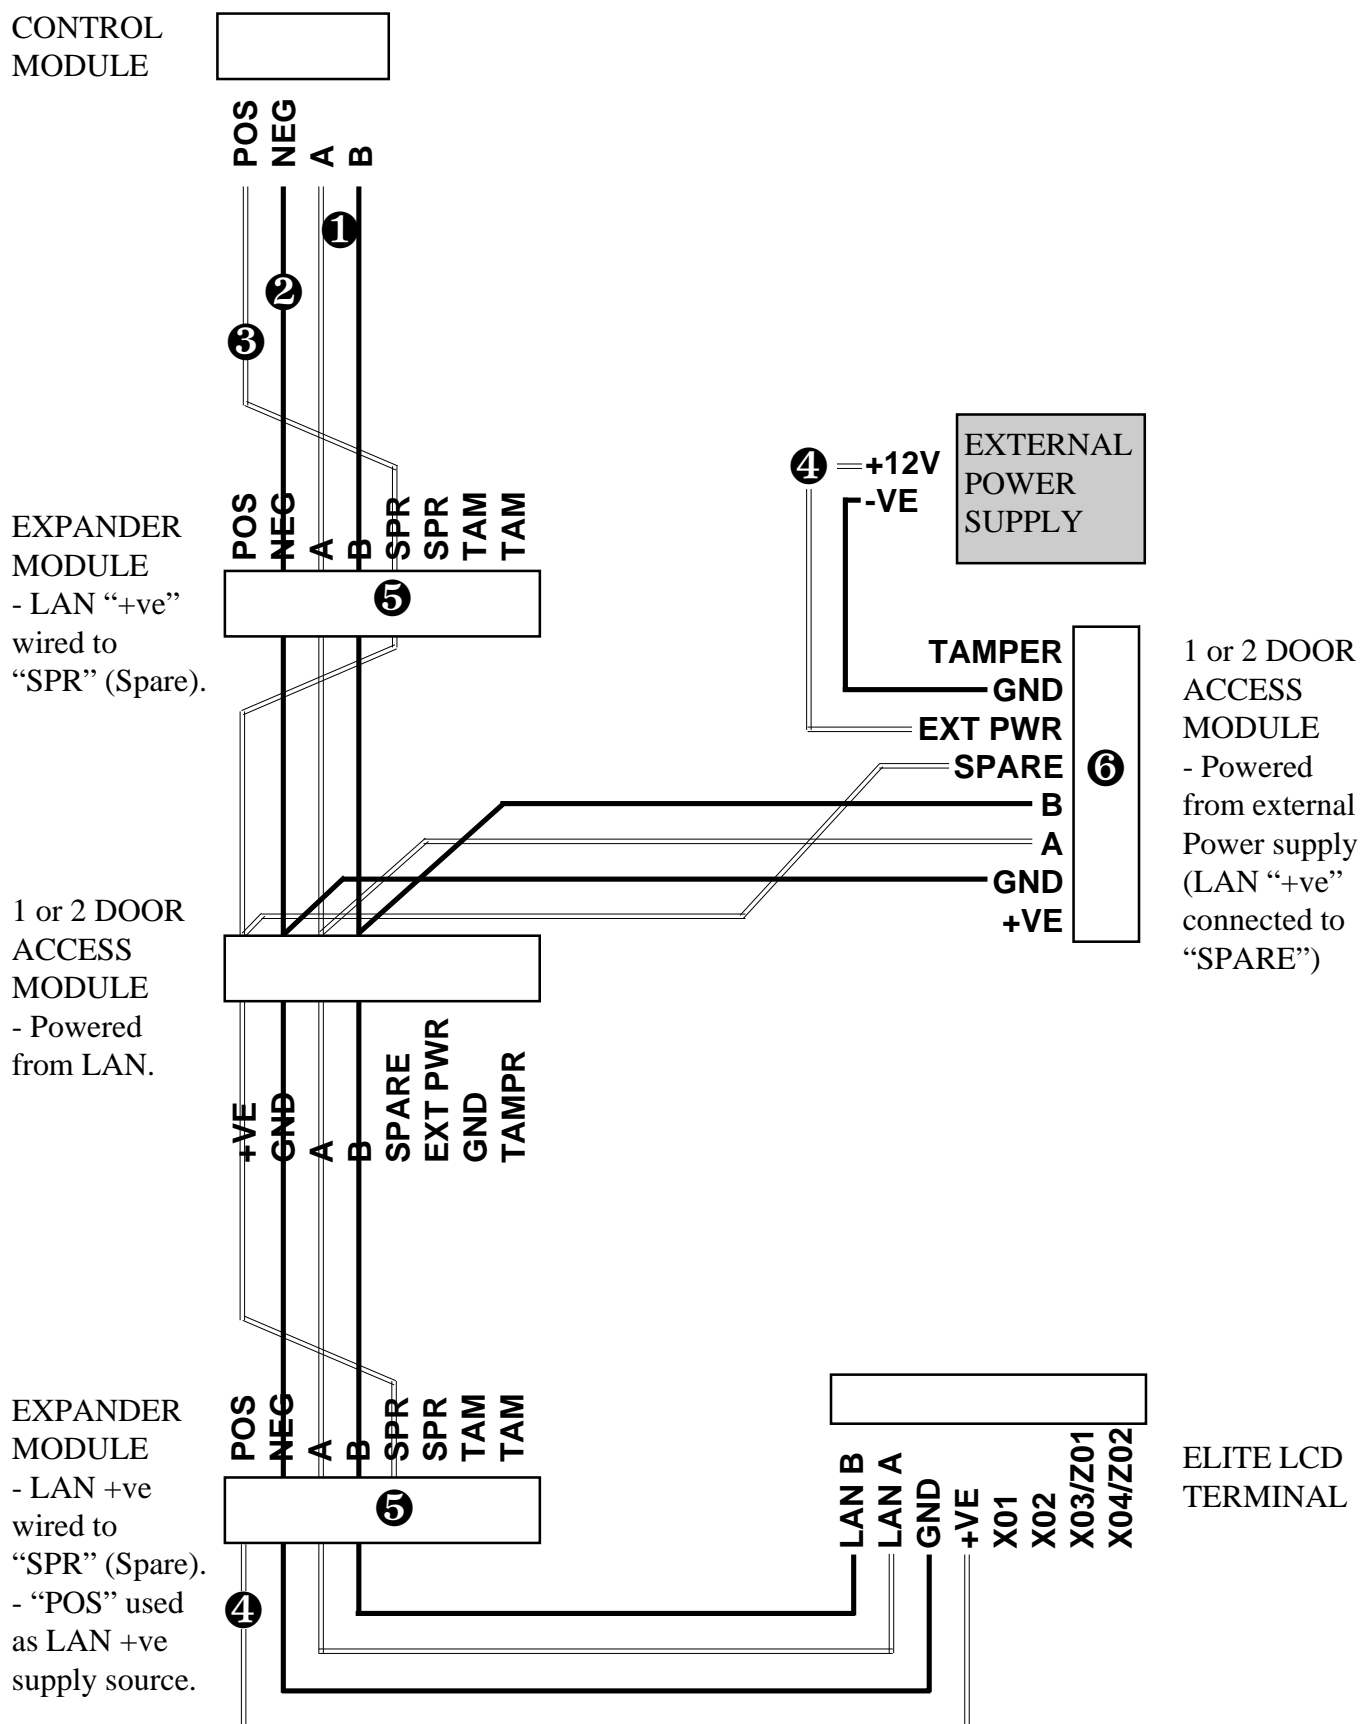 CONTROL
MODULE
POS
NEG
A
B
❶
❷
❸
❹
+12V
-VE
EXTERNAL
POWER
SUPPLY
EXPANDER
MODULE
- LAN “+ve”
wired to
“SPR” (Spare).
POS
NEG
A
B
SPR
SPR
TAM
TAM
❺
TAMPER
GND
EXT PWR
SPARE
B
A
GND
+VE
❻
1 or 2 DOOR
ACCESS
MODULE
- Powered
from external
Power supply
(LAN “+ve”
connected to
“SPARE”)
1 or 2 DOOR
ACCESS
MODULE
- Powered
from LAN.
+VE
GND
A
B
SPARE
EXT PWR
GND
TAMPR
EXPANDER
MODULE
- LAN +ve
wired to
“SPR” (Spare).
- “POS” used
as LAN +ve
supply source.
POS
NEG
A
B
SPR
SPR
TAM
TAM
❺
❹
LAN B
LAN A
GND
+VE
X01
X02
X03/Z01
X04/Z02
ELITE LCD
TERMINAL